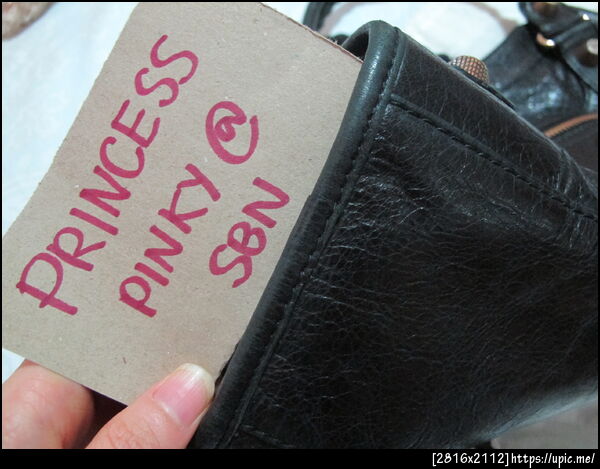 PRINCESS
PINKY @
SBN
[2816x2112]https://upic.me/